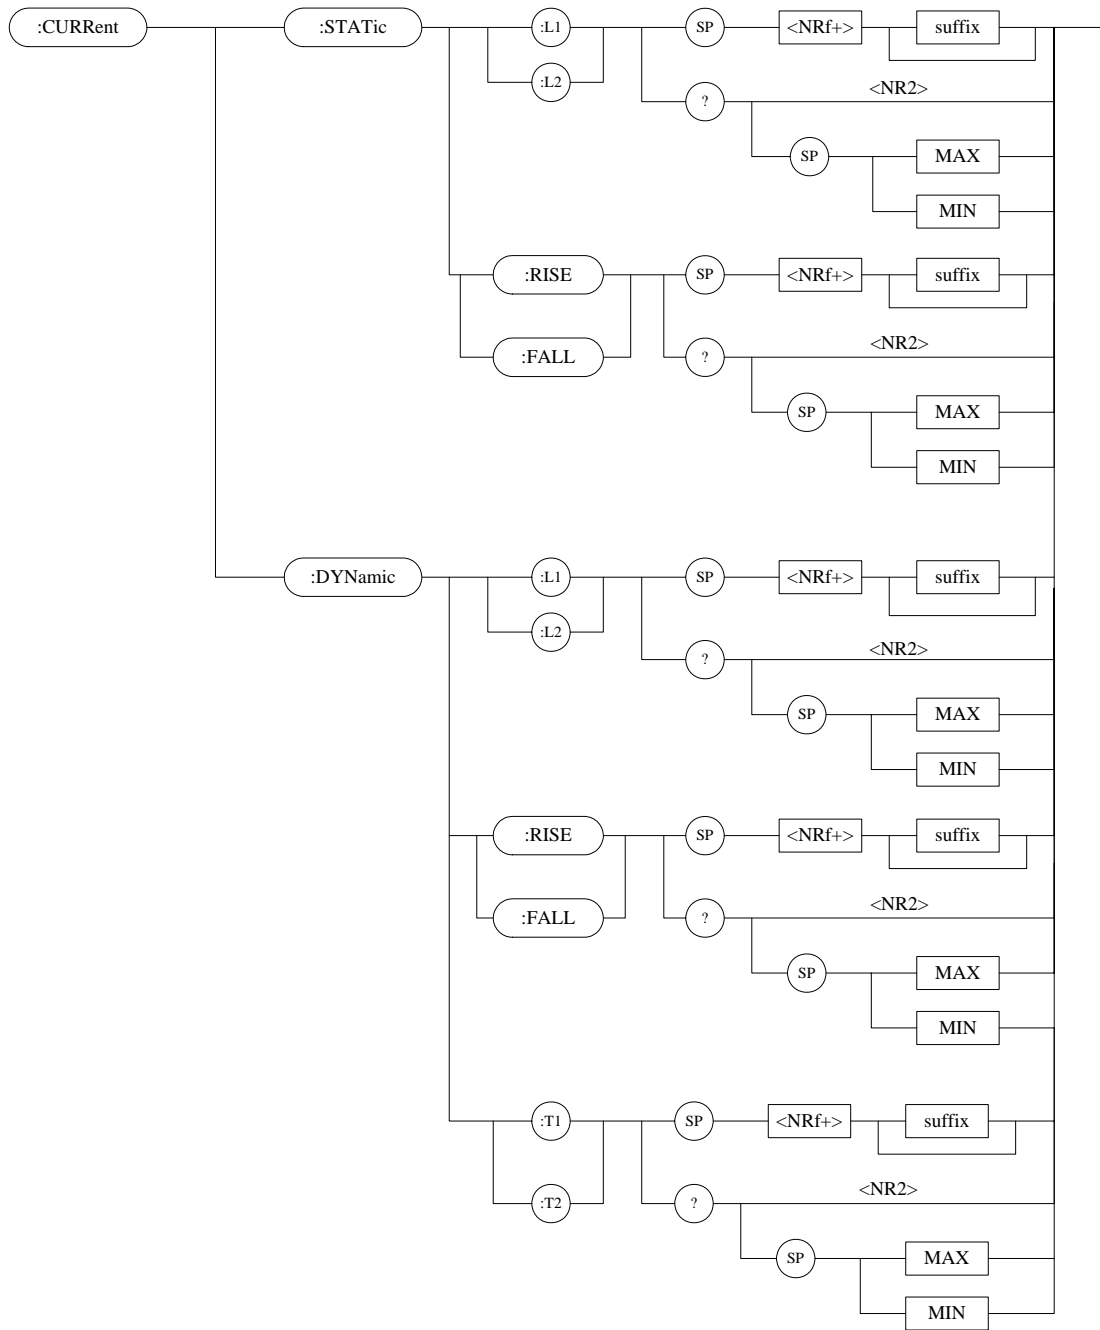 :CURRent :STATic :L1 SP <NRf+> suffix
:L2
? <NR2>
SP MAX
MIN
:RISE SP <NRf+> suffix
:FALL ? <NR2>
SP MAX
MIN
:DYNamic :L1 SP <NRf+> suffix
:L2
? <NR2>
SP MAX
MIN
:RISE SP <NRf+> suffix
:FALL ? <NR2>
SP MAX
MIN
:T1 SP <NRf+> suffix
:T2 ? <NR2>
SP MAX
MIN